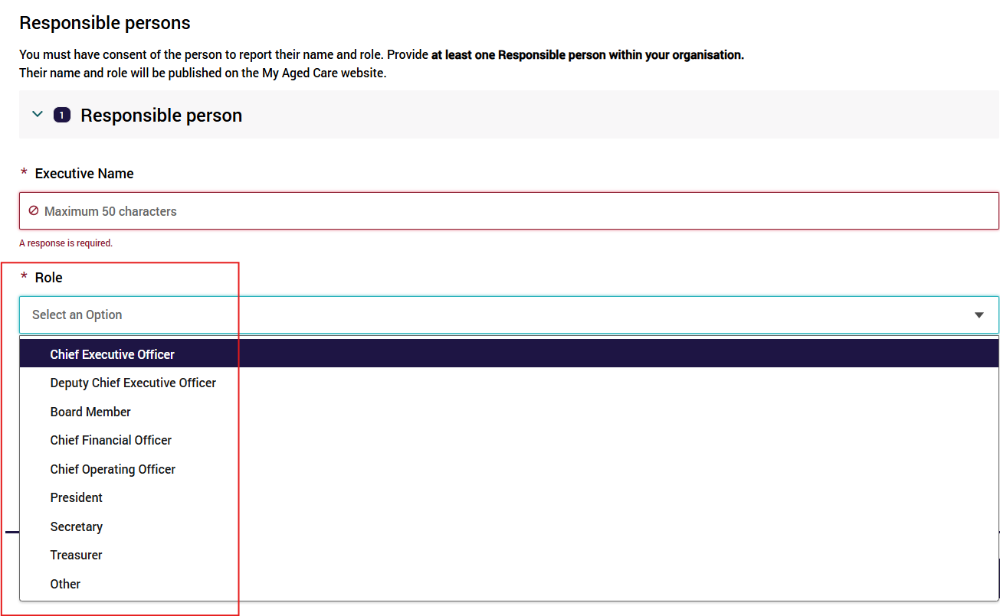 Responsible persons
You must have consent of the person to report their name and role. Provide at least one Responsible person within your organisation.
Their name and role will be published on the My Aged Care website.
1 Responsible person
* Executive Name
Maximum 50 characters
A response is required.
* Role
Select an Option
Chief Executive Officer
Deputy Chief Executive Officer
Board Member
Chief Financial Officer
Chief Operating Officer
President
Secretary
Treasurer
Other